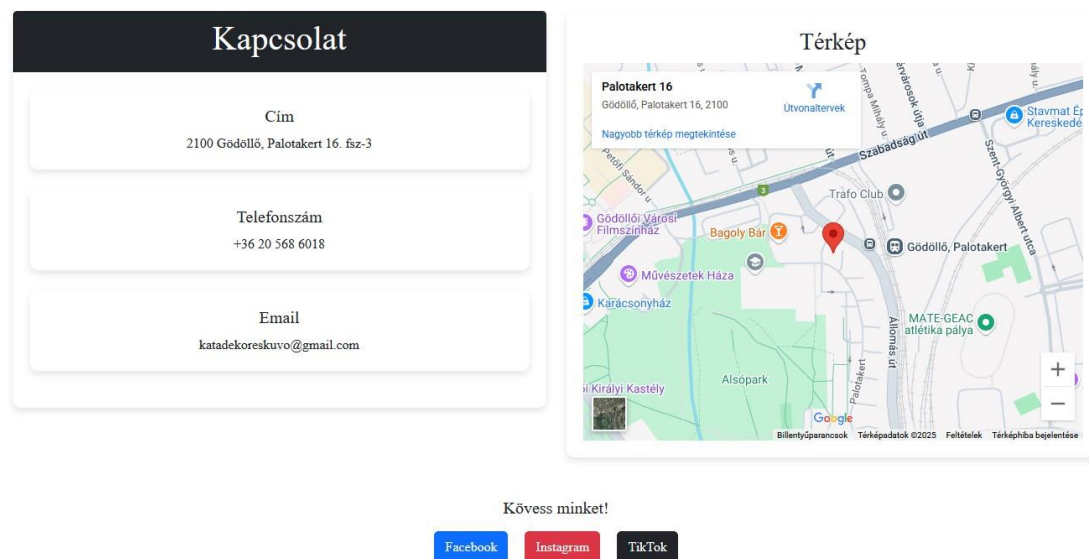 Kapcsolat
Cím
2100 Gödöllő, Palotakert 16. fsz-3
Telefonszám
+36 20 568 6018
Email
katadekoreskuvo@gmail.com
Térkép
Palotakert 16
Gödöllő, Palotakert 16, 2100
Útvonaltervek
Nagyobb térkép megtekintése
Tompa Mihály u.
Szabadság út
Stavmat Ép
Kereskedé
Petőfi Sándor u
3
Trafo Club
Szent-Györgyi Albert utca
Gödöllői Városi
Filmszínház
Bagoly Bár
Gödöllő, Palotakert
Művészetek Háza
Karácsonyház
MATE-GEAC
atlétika pálya
Állomás út
Királyi Kastély
Alsópark
Palotakert
+
−
Google
Billentyűparancsok Térképadatok ©2025 Feltételek Térképhiba bejelentése
Kövess minket!
Facebook Instagram TikTok